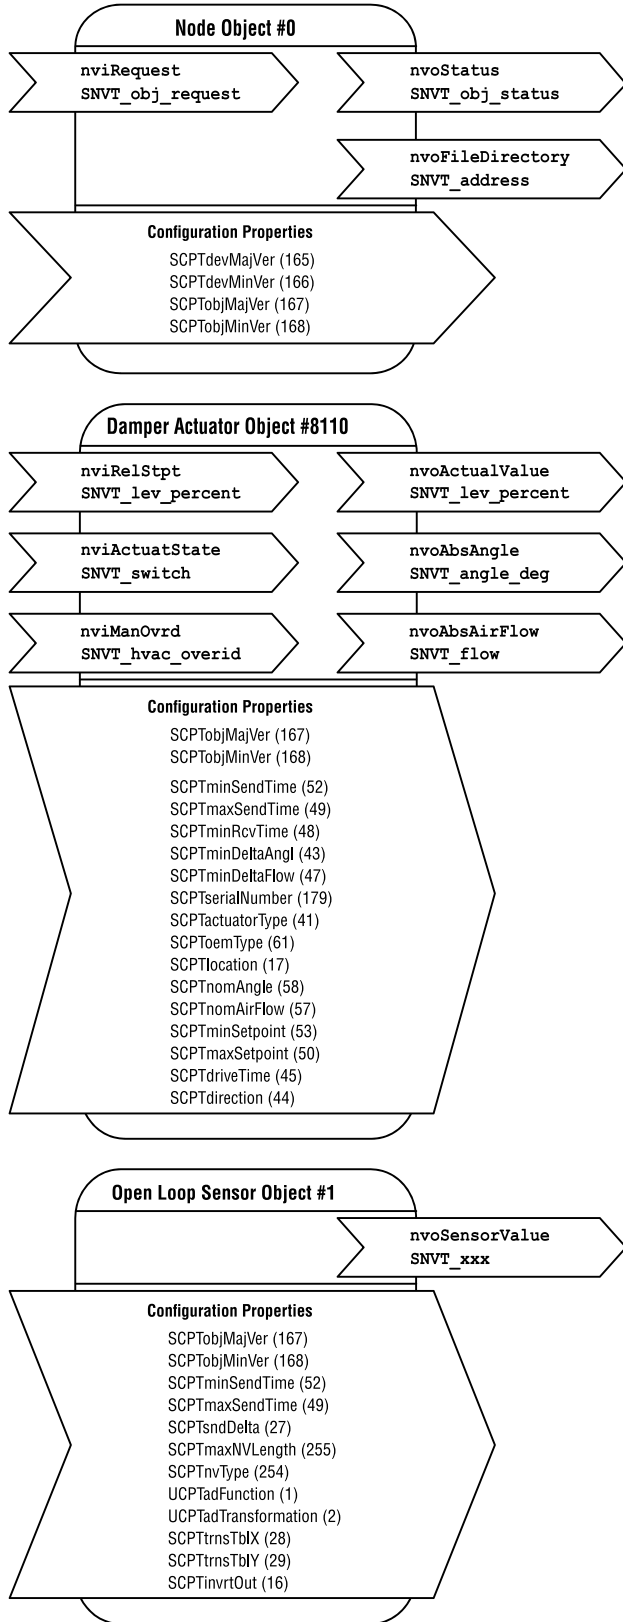 Node Object #0
nviRequest
SNVT_obj_request
nvoStatus
SNVT_obj_status
nvoFileDirectory
SNVT_address
Configuration Properties
SCPTdevMajVer (165)
SCPTdevMinVer (166)
SCPTobjMajVer (167)
SCPTobjMinVer (168)
Damper Actuator Object #8110
nviRelStpt
SNVT_lev_percent
nvoActualValue
SNVT_lev_percent
nviActuatState
SNVT_switch
nvoAbsAngle
SNVT_angle_deg
nviManOvrd
SNVT_hvac_overid
nvoAbsAirFlow
SNVT_flow
Configuration Properties
SCPTobjMajVer (167)
SCPTobjMinVer (168)
SCPTminSendTime (52)
SCPTmaxSendTime (49)
SCPTminRcvTime (48)
SCPTminDeltaAngl (43)
SCPTminDeltaFlow (47)
SCPTserialNumber (179)
SCPTactuatorType (41)
SCPToemType (61)
SCPTlocation (17)
SCPTnomAngle (58)
SCPTnomAirFlow (57)
SCPTminSetpoint (53)
SCPTmaxSetpoint (50)
SCPTdriveTime (45)
SCPTdirection (44)
Open Loop Sensor Object #1
nvoSensorValue
SNVT_xxx
Configuration Properties
SCPTobjMajVer (167)
SCPTobjMinVer (168)
SCPTminSendTime (52)
SCPTmaxSendTime (49)
SCPTsndDelta (27)
SCPTmaxNVLength (255)
SCPTnvType (254)
UCPTadFunction (1)
UCPTadTransformation (2)
SCPTtrnsTblX (28)
SCPTtrnsTblY (29)
SCPTinvrtOut (16)